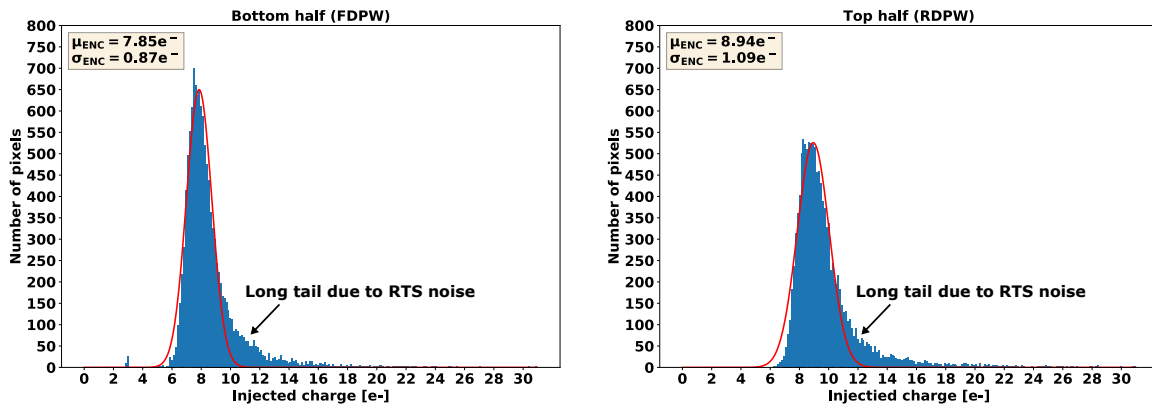 Bottom half (FDPW)
μENC = 7.85e⁻
σENC = 0.87e⁻
Number of pixels
800
750
700
650
600
550
500
450
400
350
300
250
200
150
100
50
0
Long tail due to RTS noise
0 2 4 6 8 10 12 14 16 18 20 22 24 26 28 30
Injected charge [e-]
Top half (RDPW)
μENC = 8.94e⁻
σENC = 1.09e⁻
Number of pixels
800
750
700
650
600
550
500
450
400
350
300
250
200
150
100
50
0
Long tail due to RTS noise
0 2 4 6 8 10 12 14 16 18 20 22 24 26 28 30
Injectied charge [e-]